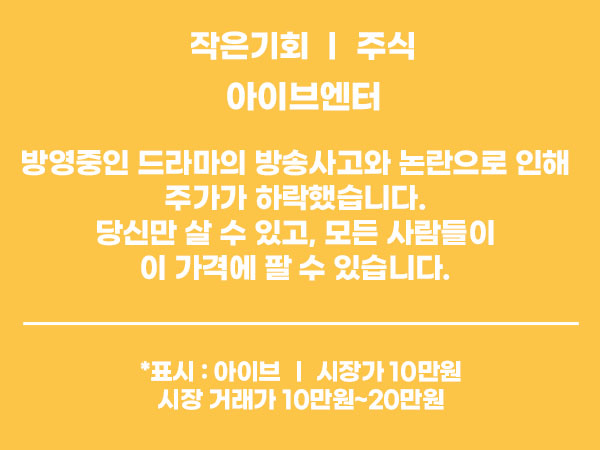 작은기회 ㅣ 주식
아이브엔터
방영중인 드라마의 방송사고와 논란으로 인해
주가가 하락했습니다.
당신만 살 수 있고, 모든 사람들이
이 가격에 팔 수 있습니다.
*표시 : 아이브 ㅣ 시장가 10만원
시장 거래가 10만원~20만원